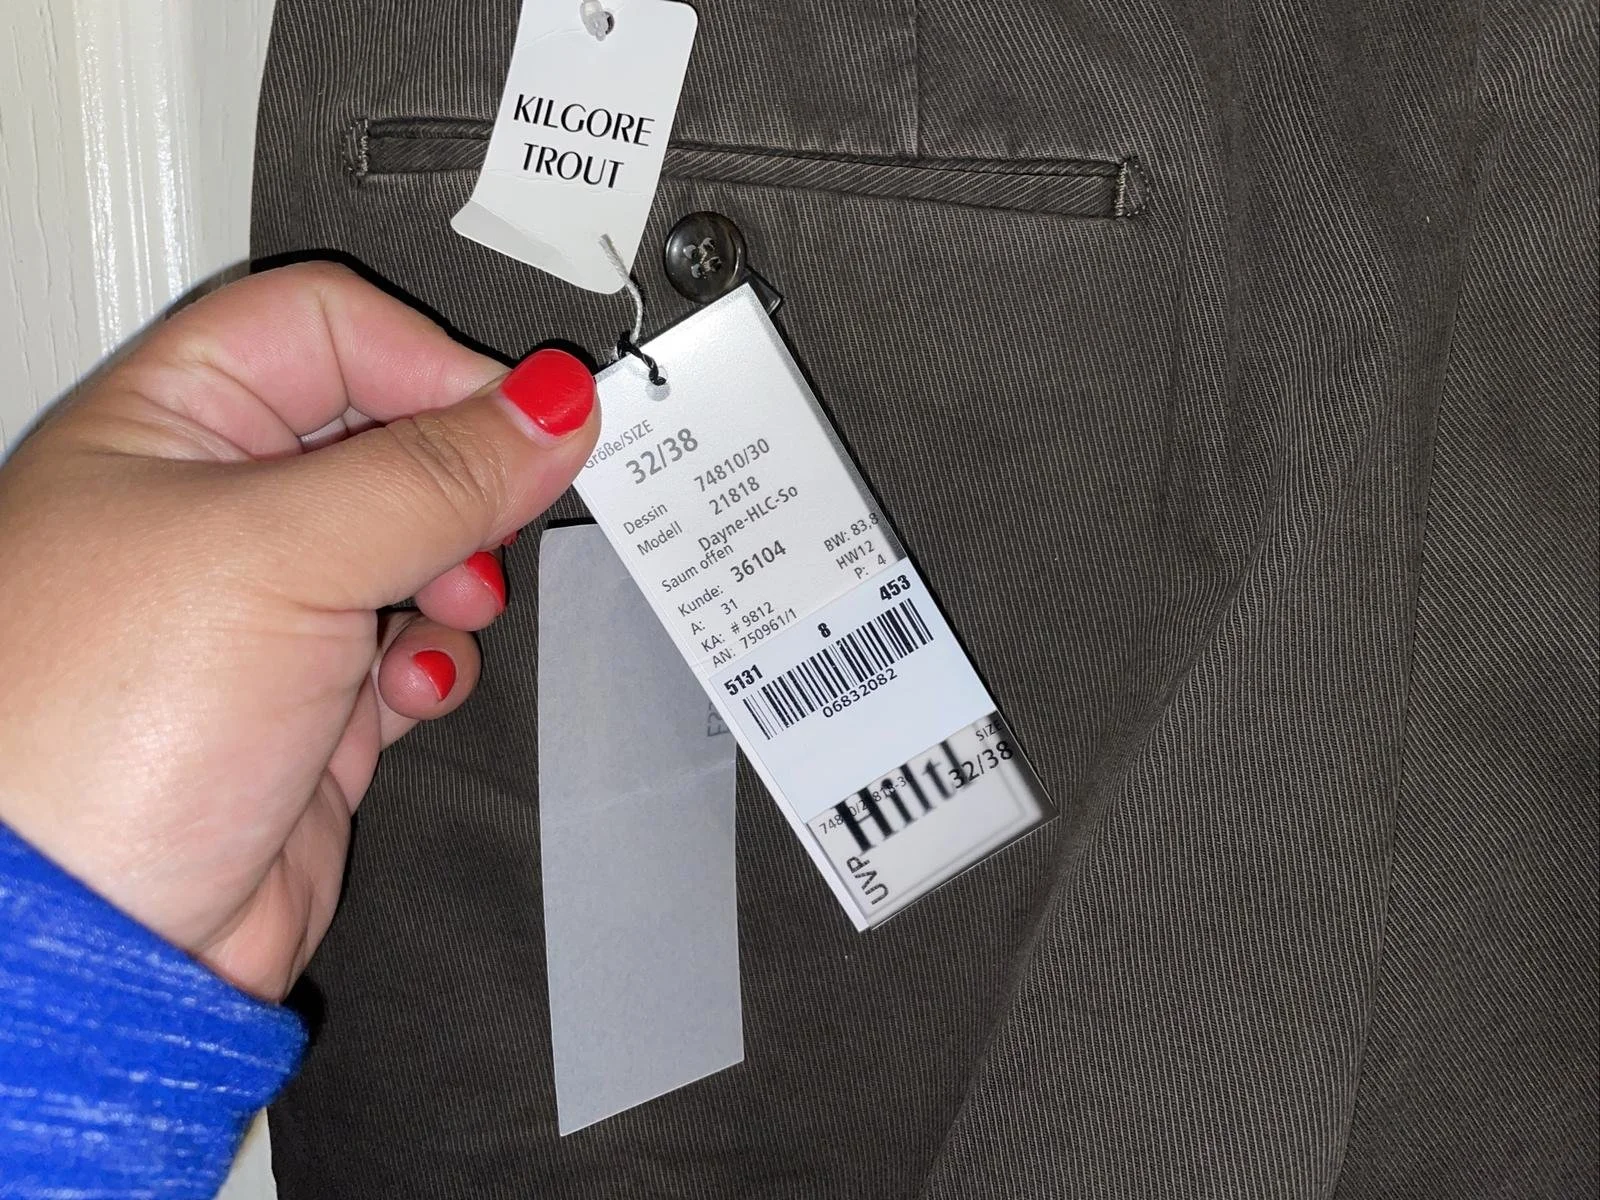 KILGORE
TROUT
Größe/SIZE
32/38
Dessin 74810/30
Modell 21818
Dayne-HLC-So
Saum offen
Kunde: 36104
A: 31
KA: # 9812
AN: 750961/1
BW: 83,8
HW12
P: 4
453
8
5131
06832082
SIZE
32/38
Hiltl
UVP